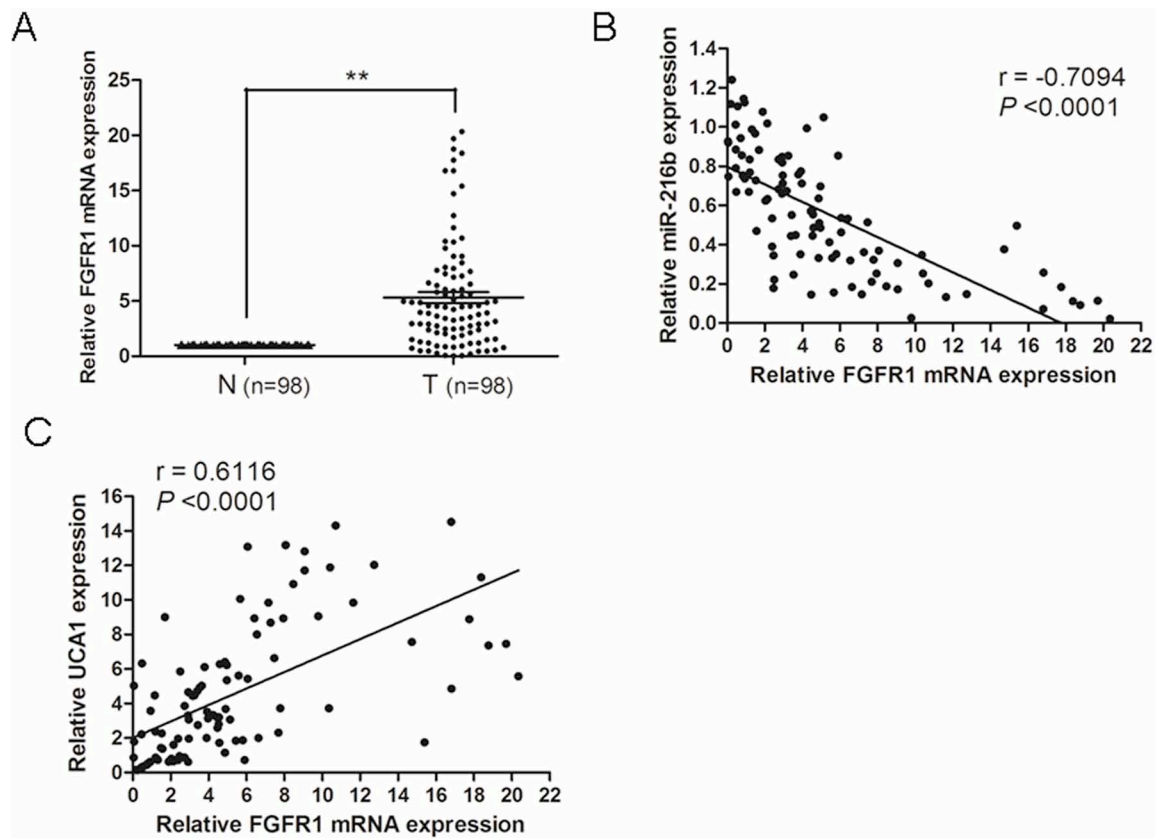 A
Relative FGFR1 mRNA expression
25
20
15
10
5
0
**
N (n=98)
T (n=98)
B
Relative miR-216b expression
1.4
1.2
1.0
0.8
0.6
0.4
0.2
0.0
r = -0.7094
P <0.0001
0 2 4 6 8 10 12 14 16 18 20 22
Relative FGFR1 mRNA expression
C
r = 0.6116
P <0.0001
Relative UCA1 expression
16
14
12
10
8
6
4
2
0
0 2 4 6 8 10 12 14 16 18 20 22
Relative FGFR1 mRNA expression